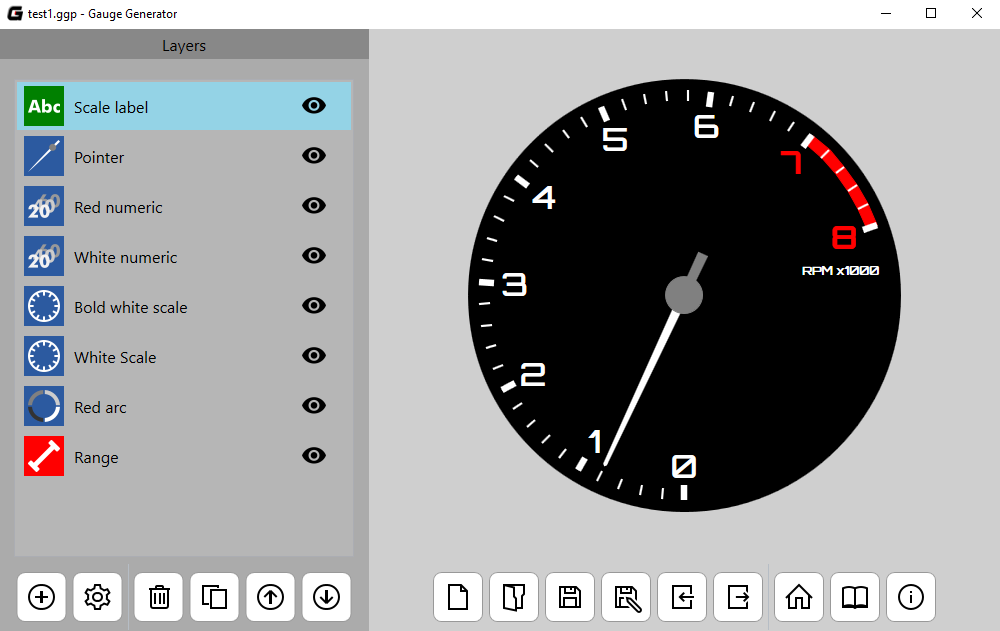 test1.ggp - Gauge Generator
Layers
Abc Scale label
Pointer
20 60 Red numeric
20 60 White numeric
Bold white scale
White Scale
Red arc
Range
0
1
2
3
4
5
6
7
8
RPM x1000